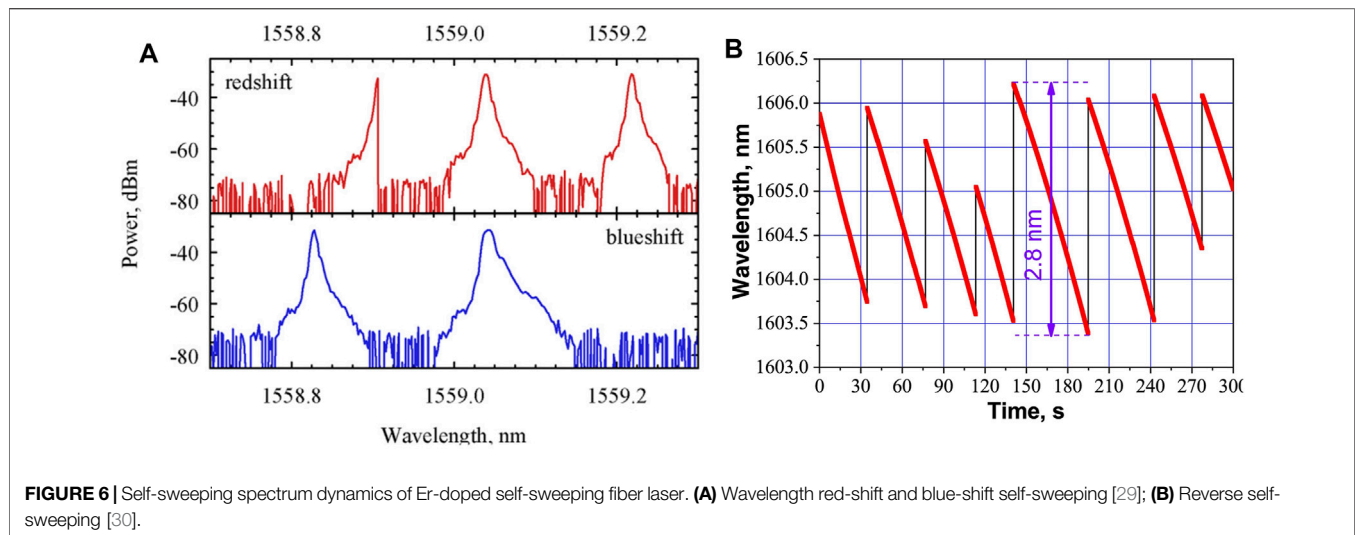 A
1558.8 1559.0 1559.2
redshift
-40
-60
-80
blueshift
-40
-60
-80
Power, dBm
1558.8 1559.0 1559.2
Wavelength, nm
B
1606.5
1606.0
1605.5
1605.0
1604.5
1604.0
1603.5
1603.0
Wavelength, nm
2.8 nm
0 30 60 90 120 150 180 210 240 270 300
Time, s
FIGURE 6 | Self-sweeping spectrum dynamics of Er-doped self-sweeping fiber laser. (A) Wavelength red-shift and blue-shift self-sweeping [29]; (B) Reverse self-
sweeping [30].